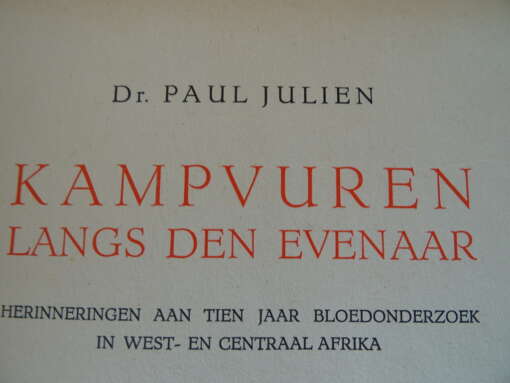 Dr. PAUL JULIEN
KAMPVUREN
LANGS DEN EVENAAR
HERINNERINGEN AAN TIEN JAAR BLOEDONDERZOEK
IN WEST- EN CENTRAAL AFRIKA